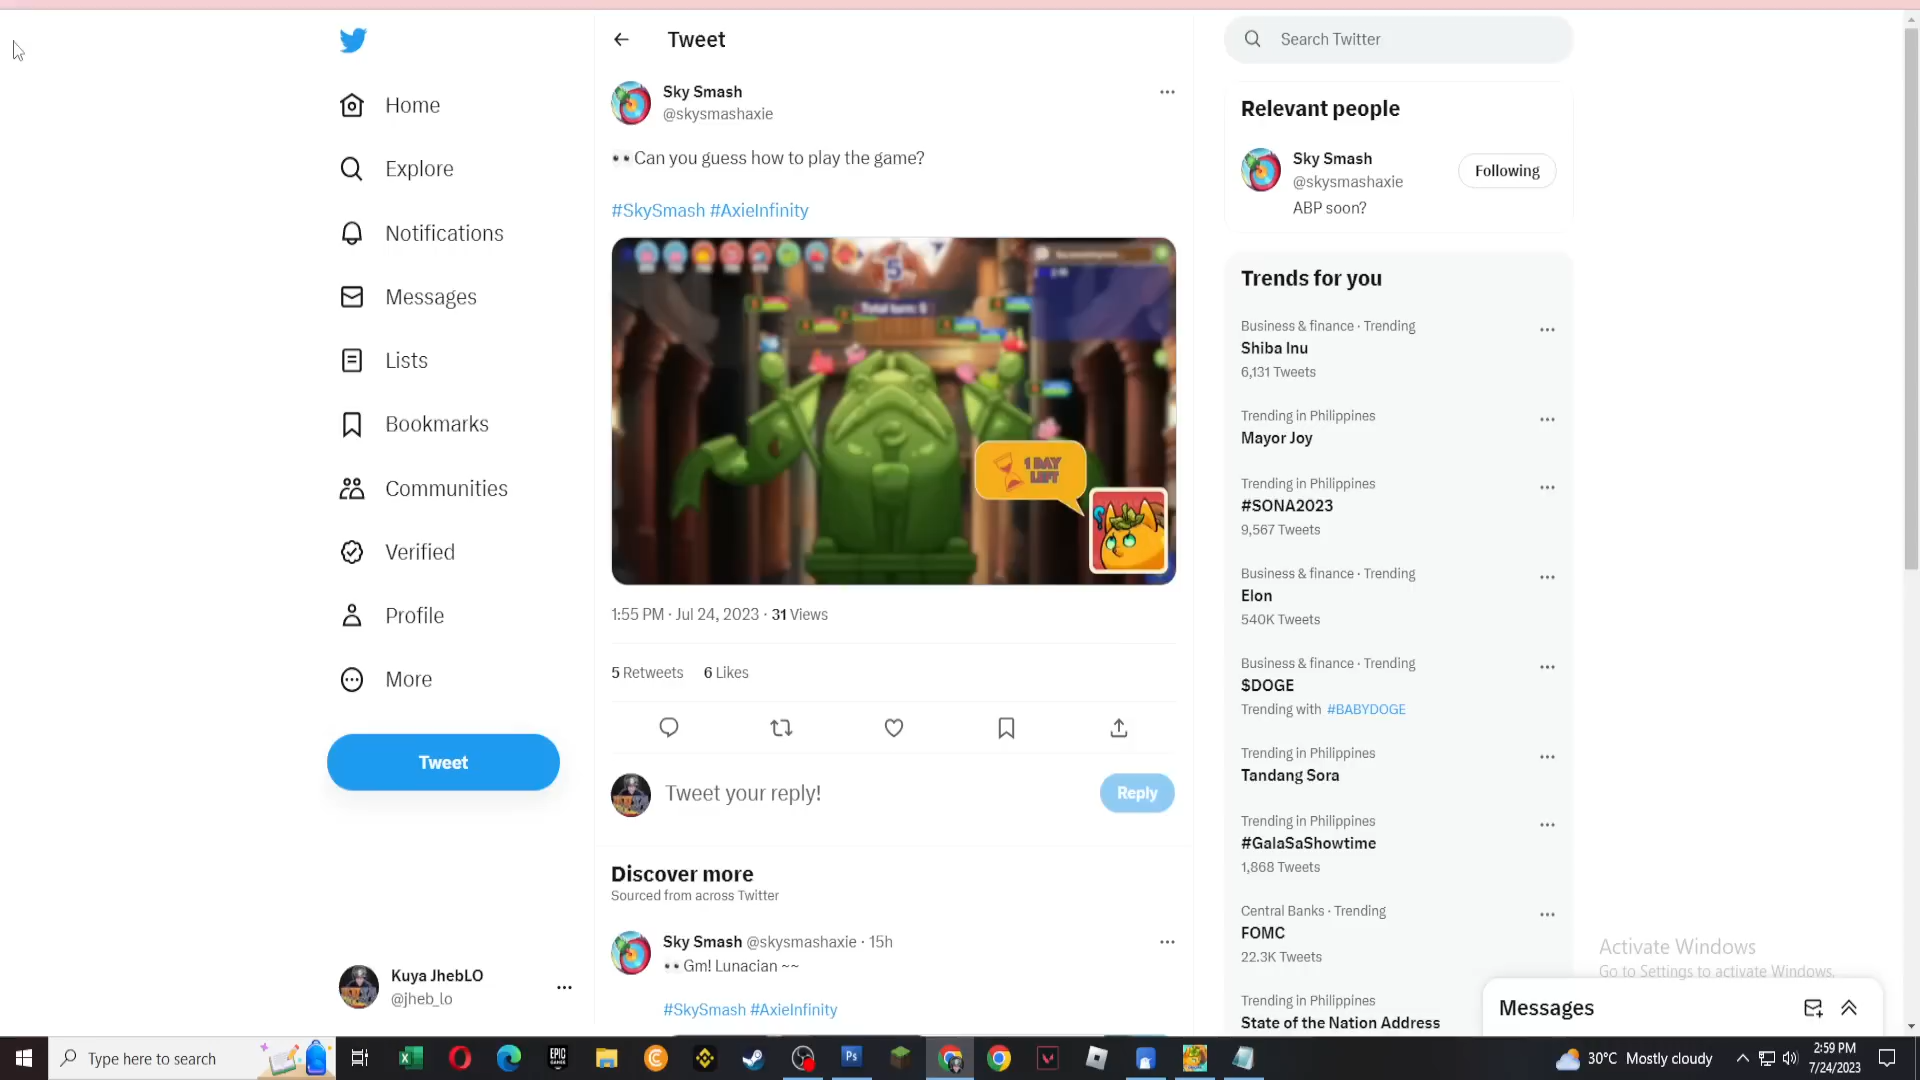 Home
Explore
Notifications
Messages
Lists
Bookmarks
Communities
Verified
Profile
More
Tweet
Kuya JhebLO
@jheb_lo
Tweet
Sky Smash
@skysmashaxie
👀Can you guess how to play the game?
#SkySmash #AxieInfinity
5
Total turn: 5
1 DAY
LEFT
1:55 PM · Jul 24, 2023 · 31 Views
5 Retweets 6 Likes
Tweet your reply!
Reply
Discover more
Sourced from across Twitter
Sky Smash @skysmashaxie · 15h
👀Gm! Lunacian ~~
#SkySmash #AxieInfinity
Search Twitter
Relevant people
Sky Smash
@skysmashaxie
Following
ABP soon?
Trends for you
Business & finance · Trending
Shiba Inu
6,131 Tweets
Trending in Philippines
Mayor Joy
Trending in Philippines
#SONA2023
9,567 Tweets
Business & finance · Trending
Elon
540K Tweets
Business & finance · Trending
$DOGE
Trending with #BABYDOGE
Trending in Philippines
Tandang Sora
Trending in Philippines
#GalaSaShowtime
1,868 Tweets
Central Banks · Trending
FOMC
22.3K Tweets
Trending in Philippines
State of the Nation Address
Activate Windows
Go to Settings to activate Windows.
Messages
Type here to search
EPIC
GAMES
Ps
30°C Mostly cloudy
2:59 PM
7/24/2023